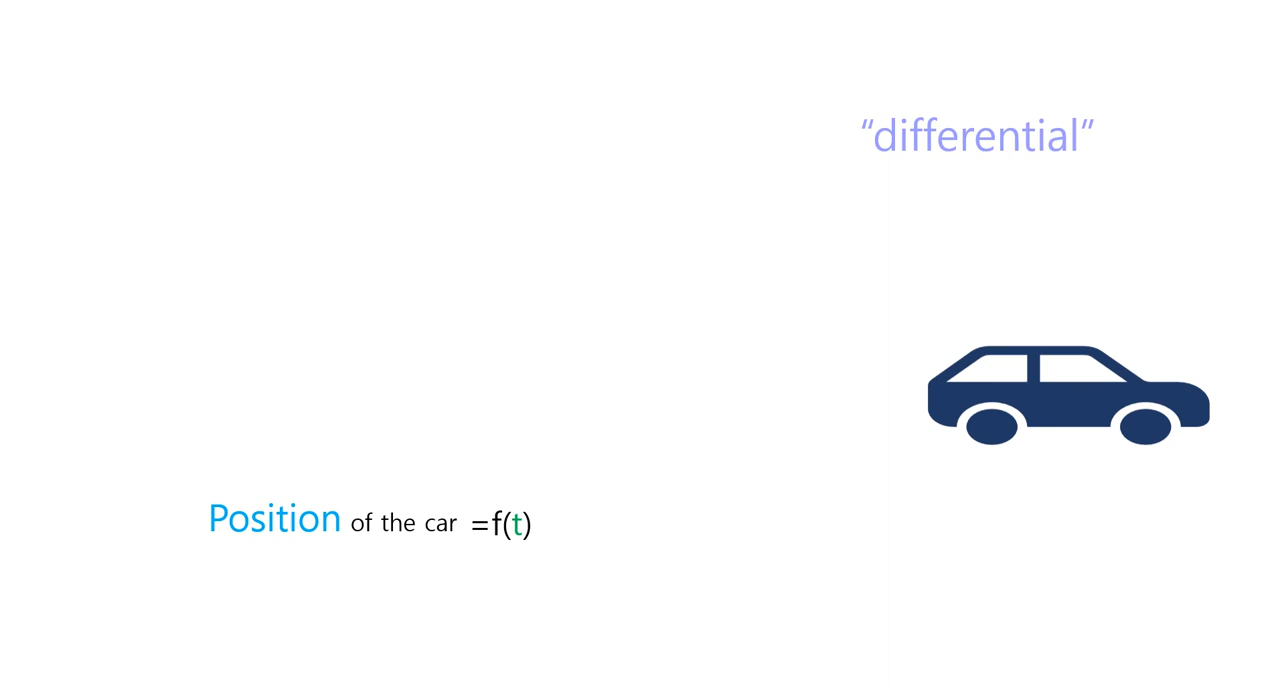 “differential”
Position of the car =f(t)